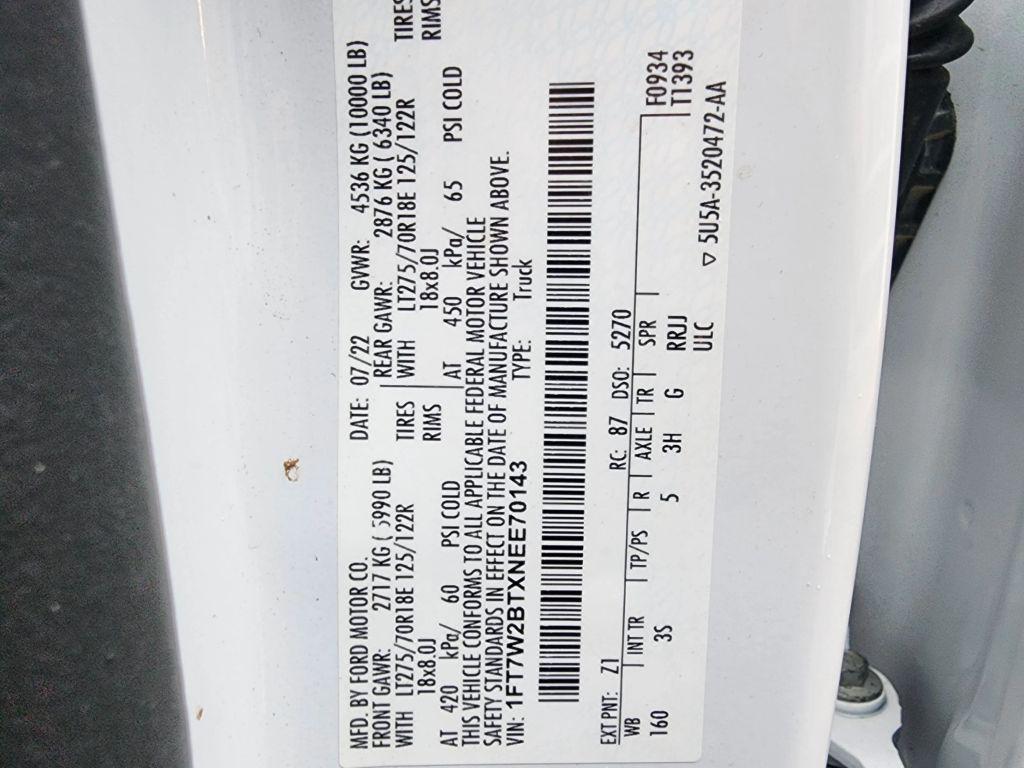 MFD. BY FORD MOTOR CO. DATE: 07/22 GVWR: 4536 KG (10000 LB)
FRONT GAWR: 2717 KG ( 5990 LB) REAR GAWR: 2876 KG ( 6340 LB)
WITH LT275/70R18E 125/122R TIRES WITH LT275/70R18E 125/122R TIRES
18x8.0J RIMS 18x8.0J RIMS
AT 420 kPa/ 60 PSI COLD AT 450 kPa/ 65 PSI COLD
THIS VEHICLE CONFORMS TO ALL APPLICABLE FEDERAL MOTOR VEHICLE
SAFETY STANDARDS IN EFFECT ON THE DATE OF MANUFACTURE SHOWN ABOVE.
VIN: 1FT7W2BTXNEE70143 TYPE: Truck
EXT PNT: Z1 RC: 87 DSO: 5270
WB INT TR TP/PS R AXLE TR SPR F0934
160 3S 5 3H G RRJJ T1393
ULC
▽ 5U5A-3520472-AA